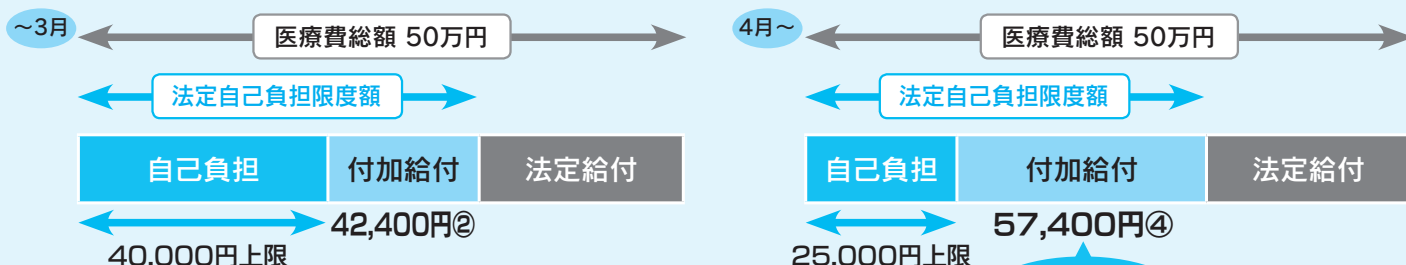 ～3月
医療費総額 50万円
法定自己負担限度額
自己負担
付加給付
法定給付
42,400円②
40,000円上限
4月～
医療費総額 50万円
法定自己負担限度額
自己負担
付加給付
法定給付
57,400円④
25,000円上限